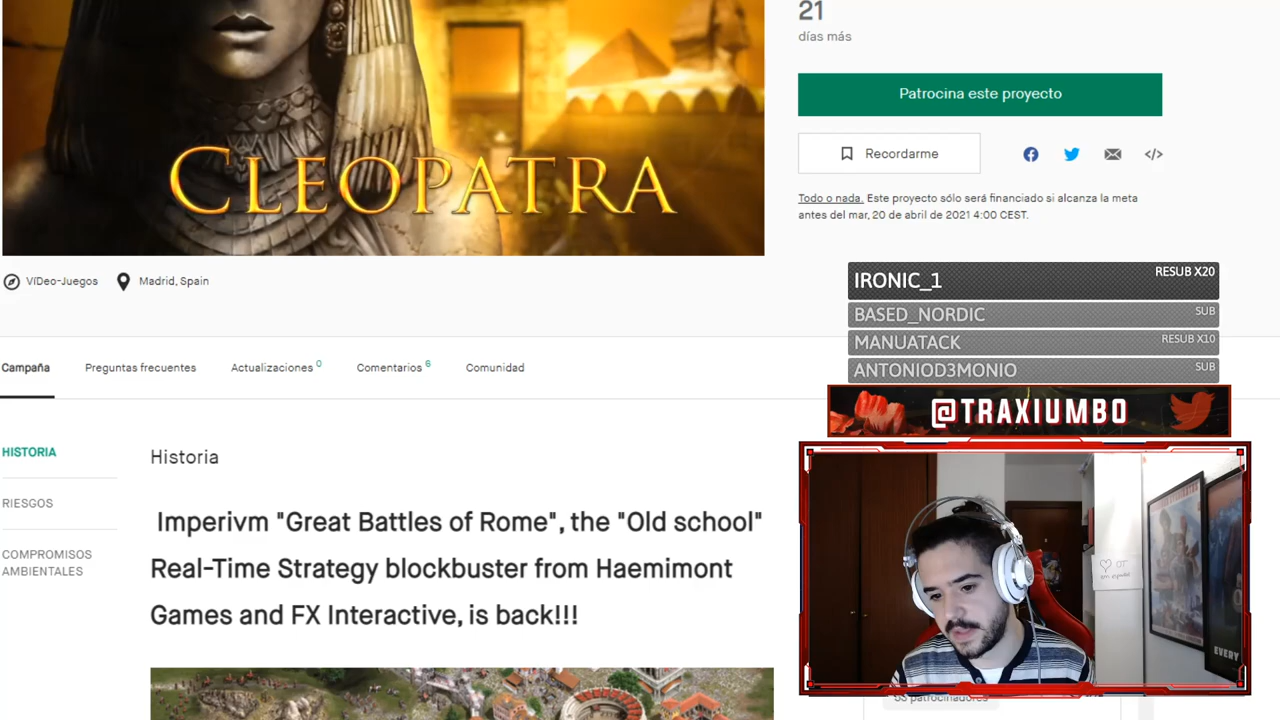 21
días más
Patrocina este proyecto
CLEOPATRA
Recordarme
Todo o nada. Este proyecto sólo será financiado si alcanza la meta
antes del mar, 20 de abril de 2021 4:00 CEST.
VíDeo-Juegos
Madrid, Spain
IRONIC_1 RESUB X20
BASED_NORDIC SUB
MANUATACK RESUB X10
ANTONIOD3MONIO SUB
Campaña Preguntas frecuentes Actualizaciones 0 Comentarios 6 Comunidad
@TRAXIUMBO
HISTORIA
RIESGOS
COMPROMISOS
AMBIENTALES
Historia
Imperivm "Great Battles of Rome", the "Old school"
Real-Time Strategy blockbuster from Haemimont
Games and FX Interactive, is back!!!
EVERY
patrocinadores